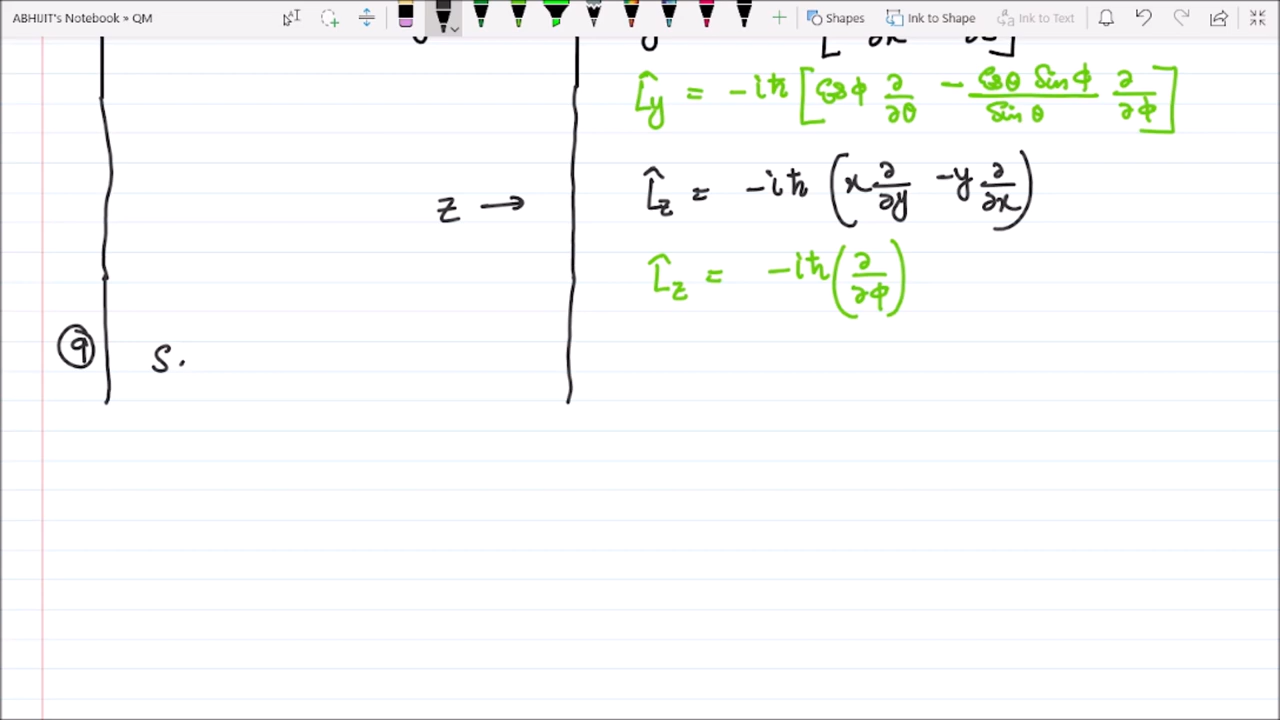 ABHIJIT's Notebook » QM
Shapes
Ink to Shape
Ink to Text
L̂y = -iħ [cosφ ∂/∂θ - cosθ sinφ/sinθ ∂/∂φ]
z → L̂z = -iħ (x ∂/∂y - y ∂/∂x)
L̂z = -iħ (∂/∂φ)
⑨ S.